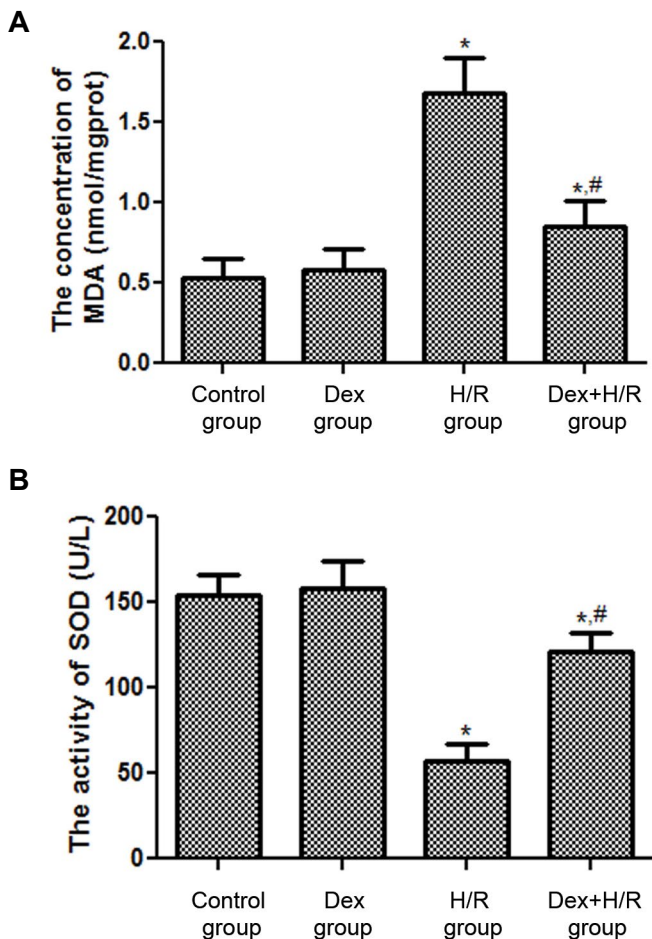 A
The concentration of
MDA (nmol/mgprot)
2.0
1.5
1.0
0.5
0.0
*
*,#
Control
group
Dex
group
H/R
group
Dex+H/R
group
B
The activity of SOD (U/L)
200
150
100
50
0
*
*,#
Control
group
Dex
group
H/R
group
Dex+H/R
group